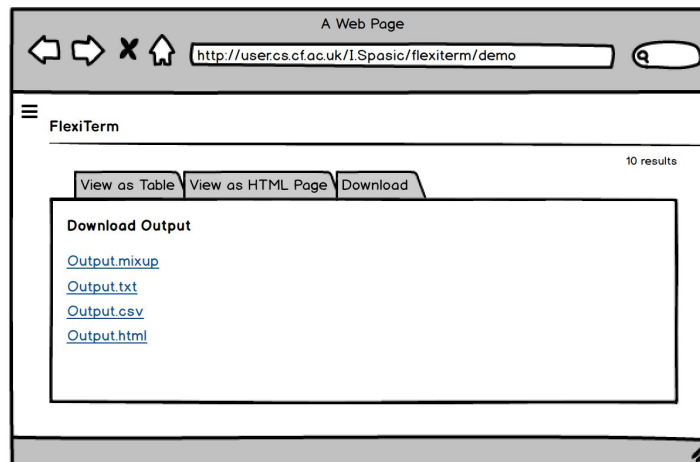 A Web Page
http://user.cs.cf.ac.uk/I.Spasic/flexiterm/demo
FlexiTerm
10 results
View as Table View as HTML Page Download
Download Output
Output.mixup
Output.txt
Output.csv
Output.html